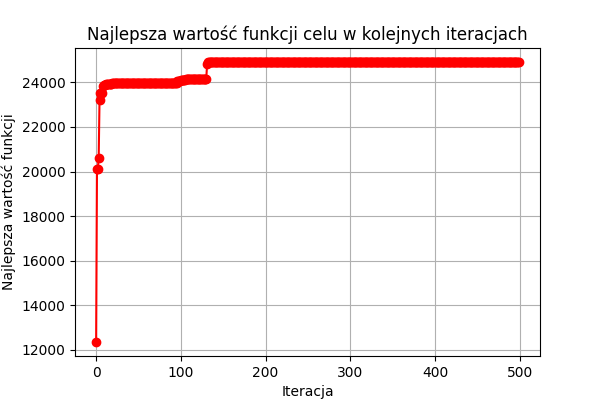 Najlepsza wartość funkcji celu w kolejnych iteracjach
Najlepsza wartość funkcji
24000
22000
20000
18000
16000
14000
12000
0 100 200 300 400 500
Iteracja